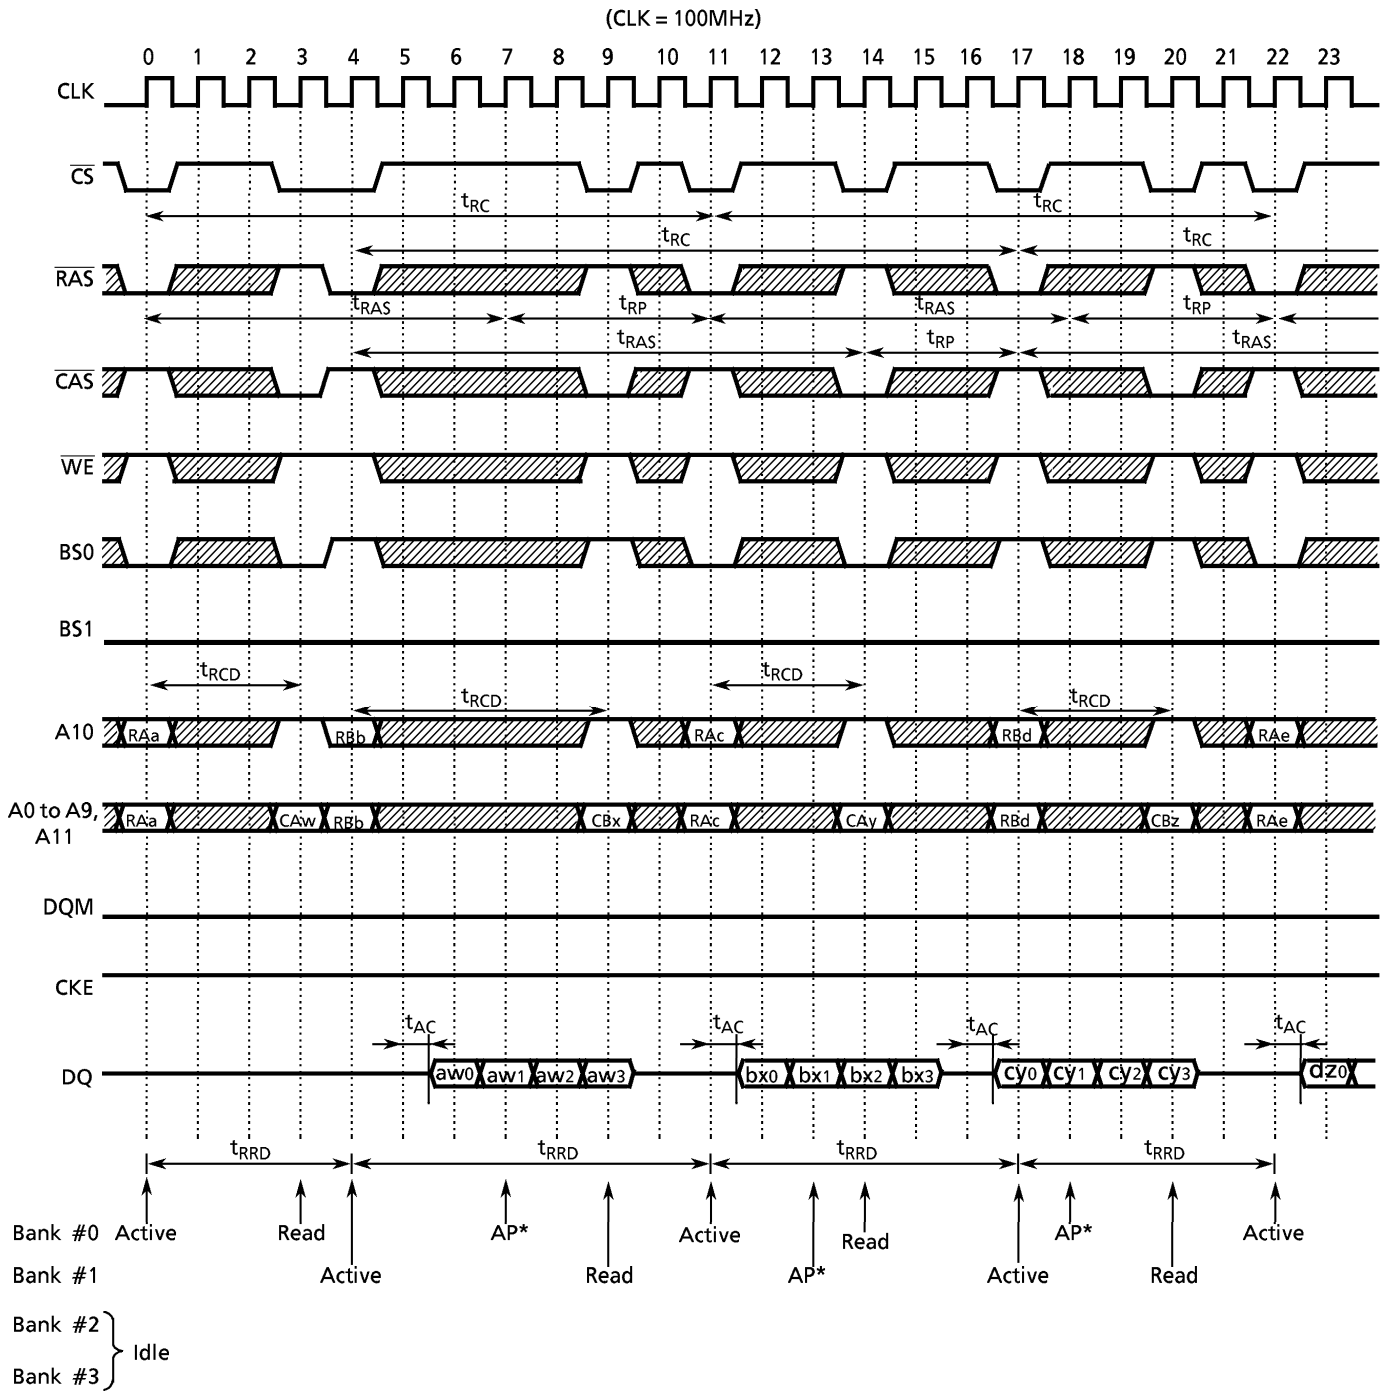 (CLK = 100MHz)
0 1 2 3 4 5 6 7 8 9 10 11 12 13 14 15 16 17 18 19 20 21 22 23
CLK
CS
tRC tRC
tRC tRC
RAS
tRAS tRP tRAS tRP
tRAS tRP tRAS
CAS
WE
BS0
BS1
tRCD tRCD
tRCD tRCD
A10 RAa RBb RAc RBd RAe
A0 to A9,
A11
RAa CAw RBb CBx RAc CAy RBd CBz RAe
DQM
CKE
tAC tAC tAC tAC
DQ aw0 aw1 aw2 aw3 bx0 bx1 bx2 bx3 cy0 cy1 cy2 cy3 dz0
tRRD tRRD tRRD tRRD
Bank #0 Active Read AP* Active Read AP* Active
Bank #1 Active Read AP* Active Read
Bank #2
Idle
Bank #3